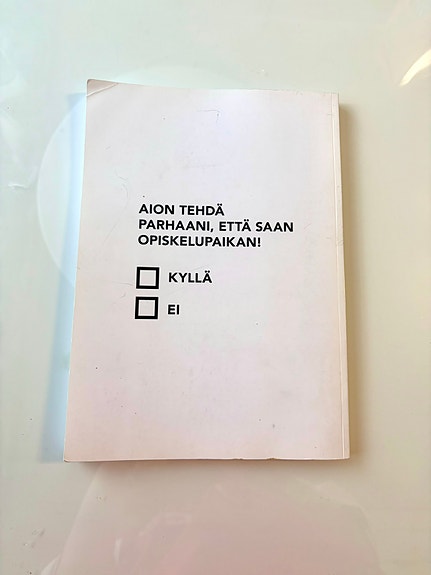 AION TEHDÄ
PARHAANI, ETTÄ SAAN
OPISKELUPAIKAN!
KYLLÄ
EI